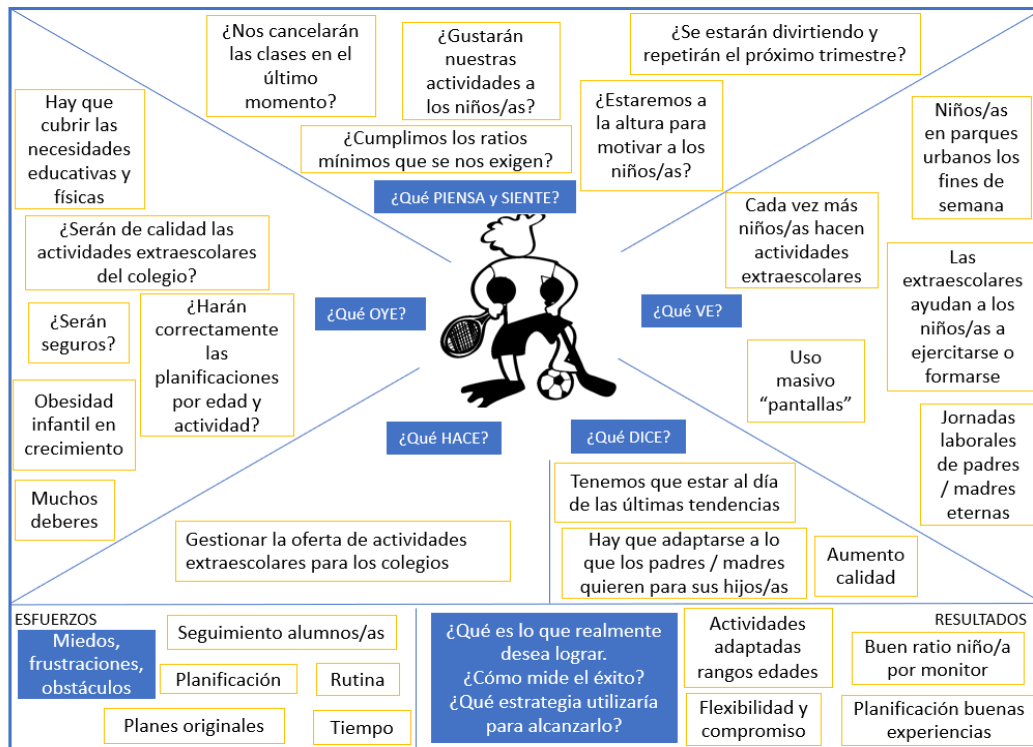 ¿Nos cancelarán
las clases en el
último
momento?
¿Gustarán
nuestras
actividades a
los niños/as?
¿Se estarán divirtiendo y
repetirán el próximo trimestre?
¿Cumplimos los ratios
mínimos que se nos exigen?
¿Estaremos a
la altura para
motivar a los
niños/as?
¿Qué PIENSA y SIENTE?
Hay que
cubrir las
necesidades
educativas y
físicas
¿Serán de calidad las
actividades extraescolares
del colegio?
¿Serán
seguros?
¿Harán
correctamente
las
planificaciones
por edad y
actividad?
Obesidad
infantil en
crecimiento
Muchos
deberes
¿Qué OYE?
¿Qué VE?
Niños/as
en parques
urbanos los
fines de
semana
Cada vez más
niños/as hacen
actividades
extraescolares
Las
extraescolares
ayudan a los
niños/as a
ejercitarse o
formarse
Uso
masivo
“pantallas”
Jornadas
laborales
de padres
/ madres
eternas
¿Qué HACE?
Gestionar la oferta de actividades
extraescolares para los colegios
¿Qué DICE?
Tenemos que estar al día
de las últimas tendencias
Hay que adaptarse a lo
que los padres / madres
quieren para sus hijos/as
Aumento
calidad
ESFUERZOS
Miedos,
frustraciones,
obstáculos
Seguimiento alumnos/as
Planificación
Rutina
Planes originales
Tiempo
¿Qué es lo que realmente
desea lograr.
¿Cómo mide el éxito?
¿Qué estrategia utilizaría
para alcanzarlo?
RESULTADOS
Actividades
adaptadas
rangos edades
Buen ratio niño/a
por monitor
Flexibilidad y
compromiso
Planificación buenas
experiencias